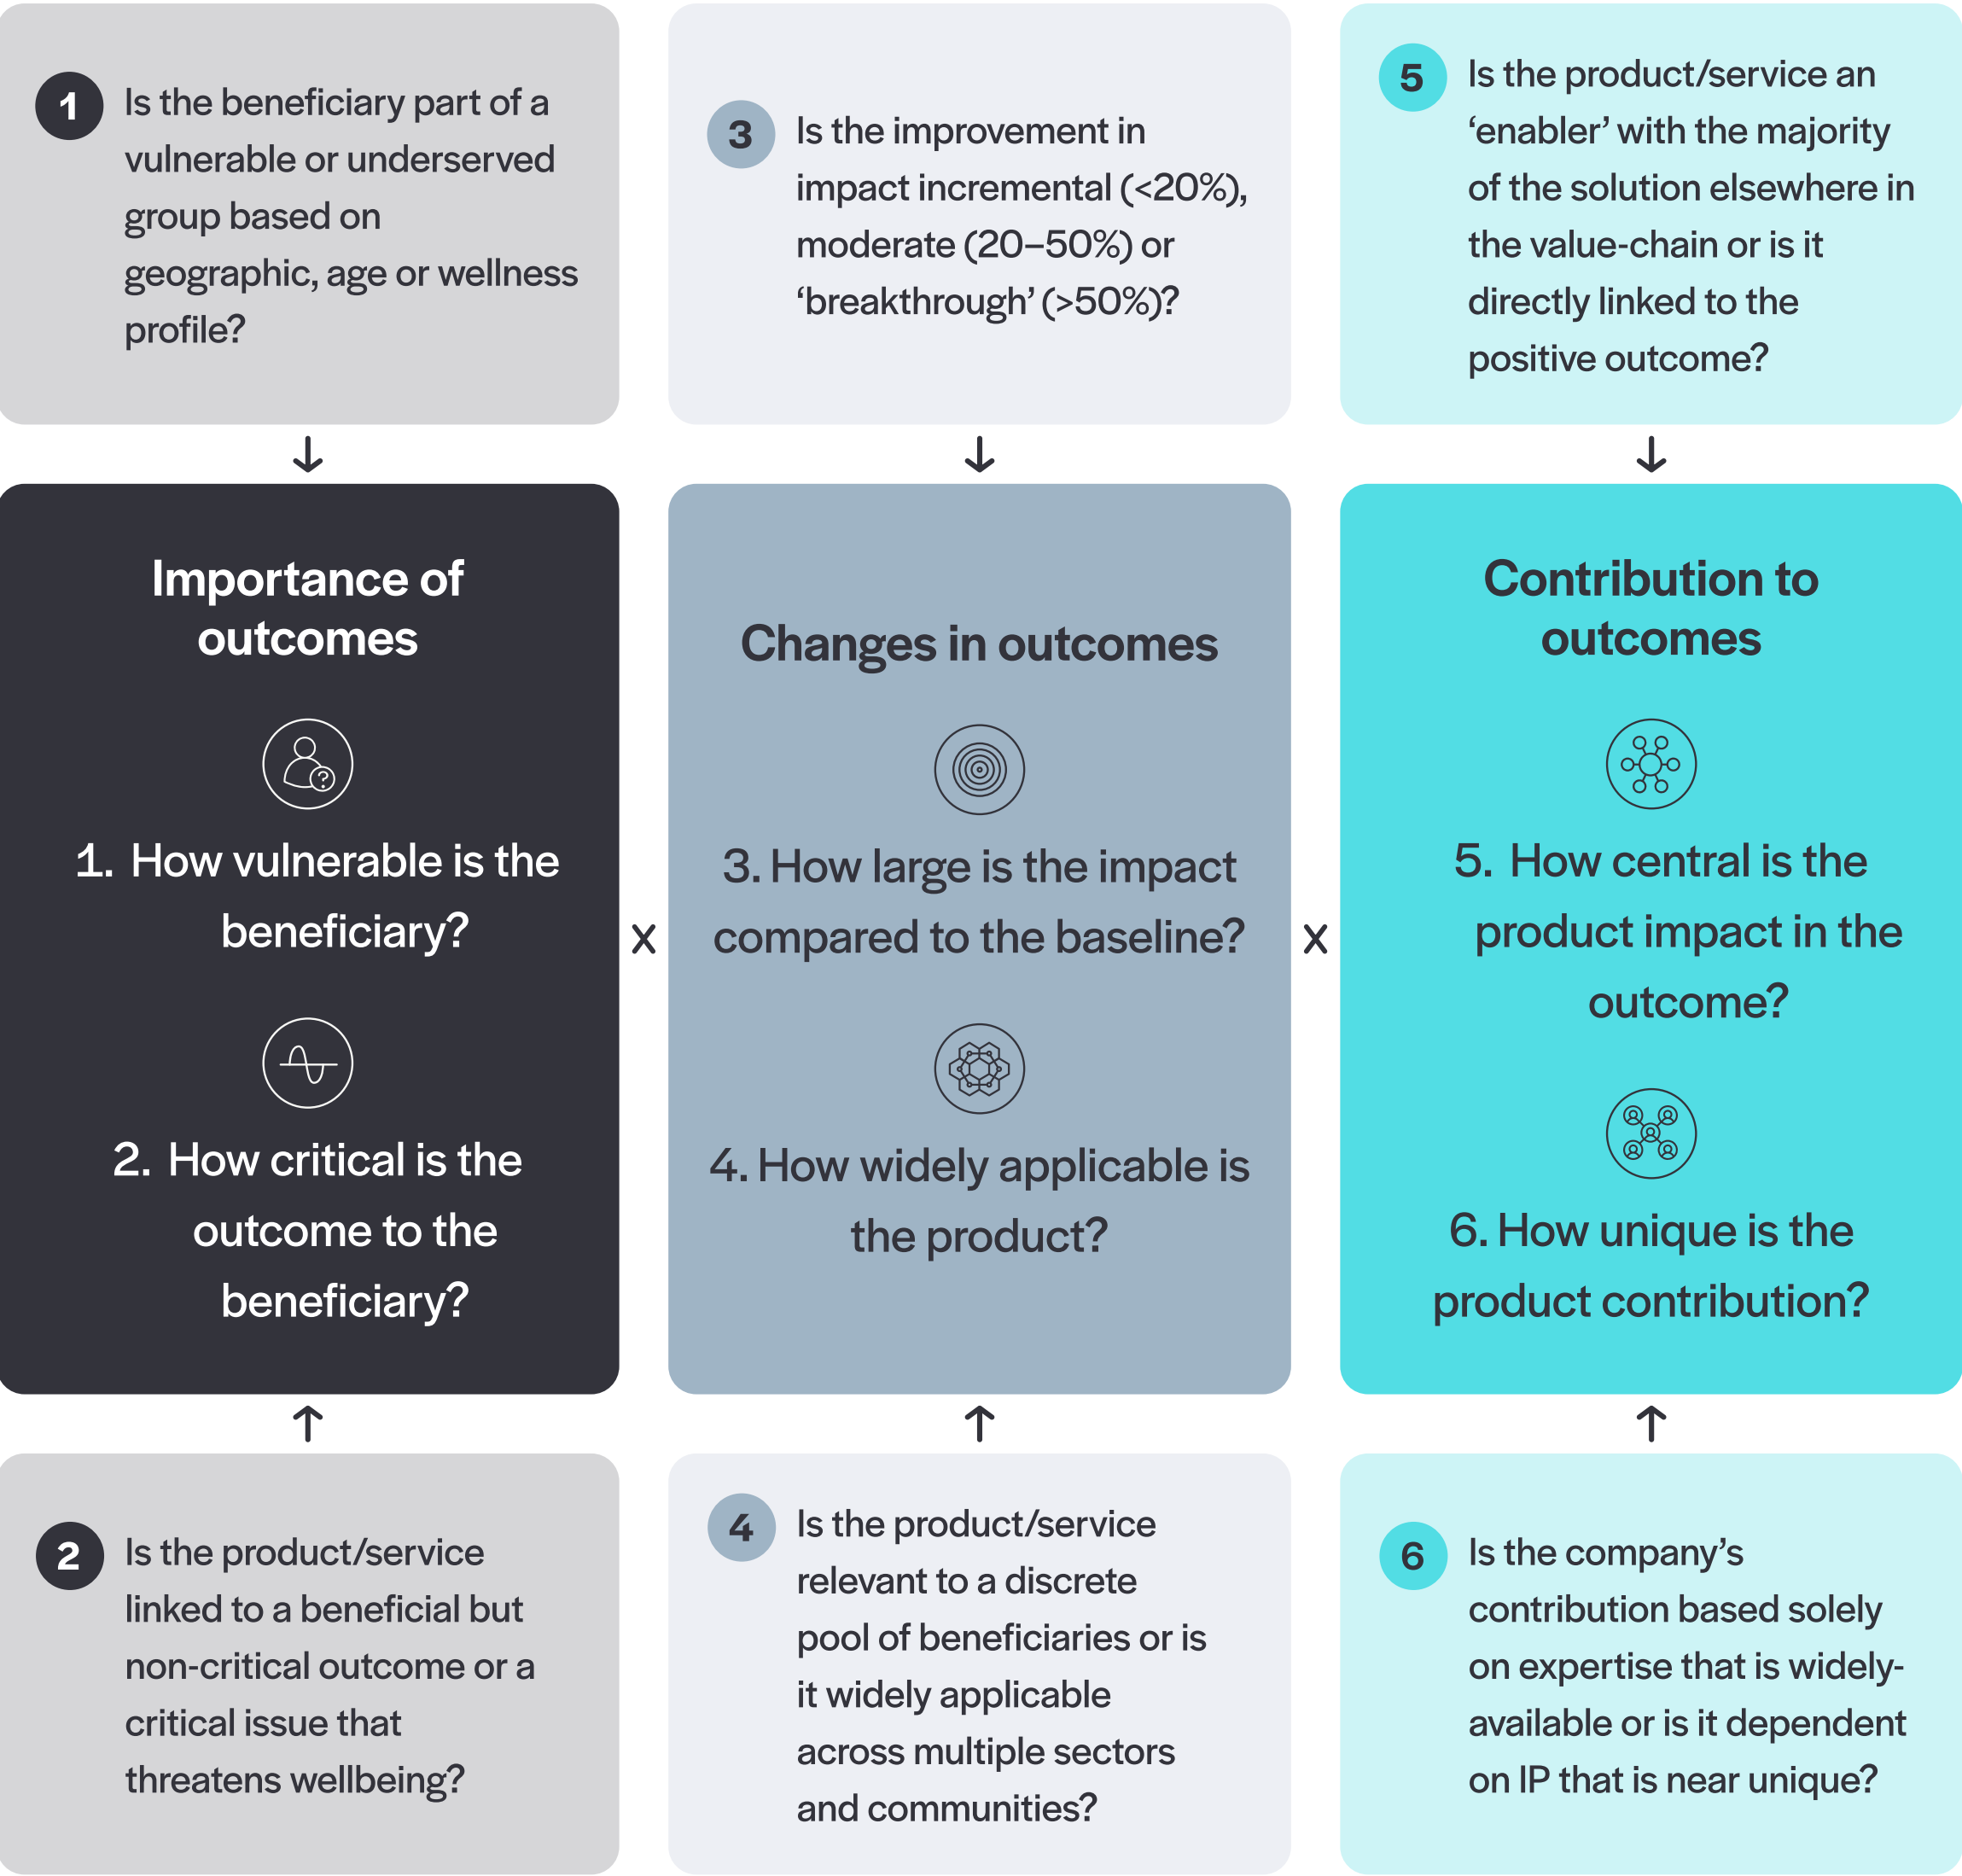 1
Is the beneficiary part of a
vulnerable or underserved
group based on
geographic, age or wellness
profile?
3
Is the improvement in
impact incremental (<20%),
moderate (20–50%) or
‘breakthrough’ (>50%)?
5
Is the product/service an
‘enabler’ with the majority
of the solution elsewhere in
the value-chain or is it
directly linked to the
positive outcome?
Importance of
outcomes
1. How vulnerable is the
beneficiary?
2. How critical is the
outcome to the
beneficiary?
x
Changes in outcomes
3. How large is the impact
compared to the baseline?
4. How widely applicable is
the product?
x
Contribution to
outcomes
5. How central is the
product impact in the
outcome?
6. How unique is the
product contribution?
2
Is the product/service
linked to a beneficial but
non-critical outcome or a
critical issue that
threatens wellbeing?
4
Is the product/service
relevant to a discrete
pool of beneficiaries or is
it widely applicable
across multiple sectors
and communities?
6
Is the company’s
contribution based solely
on expertise that is widely-
available or is it dependent
on IP that is near unique?